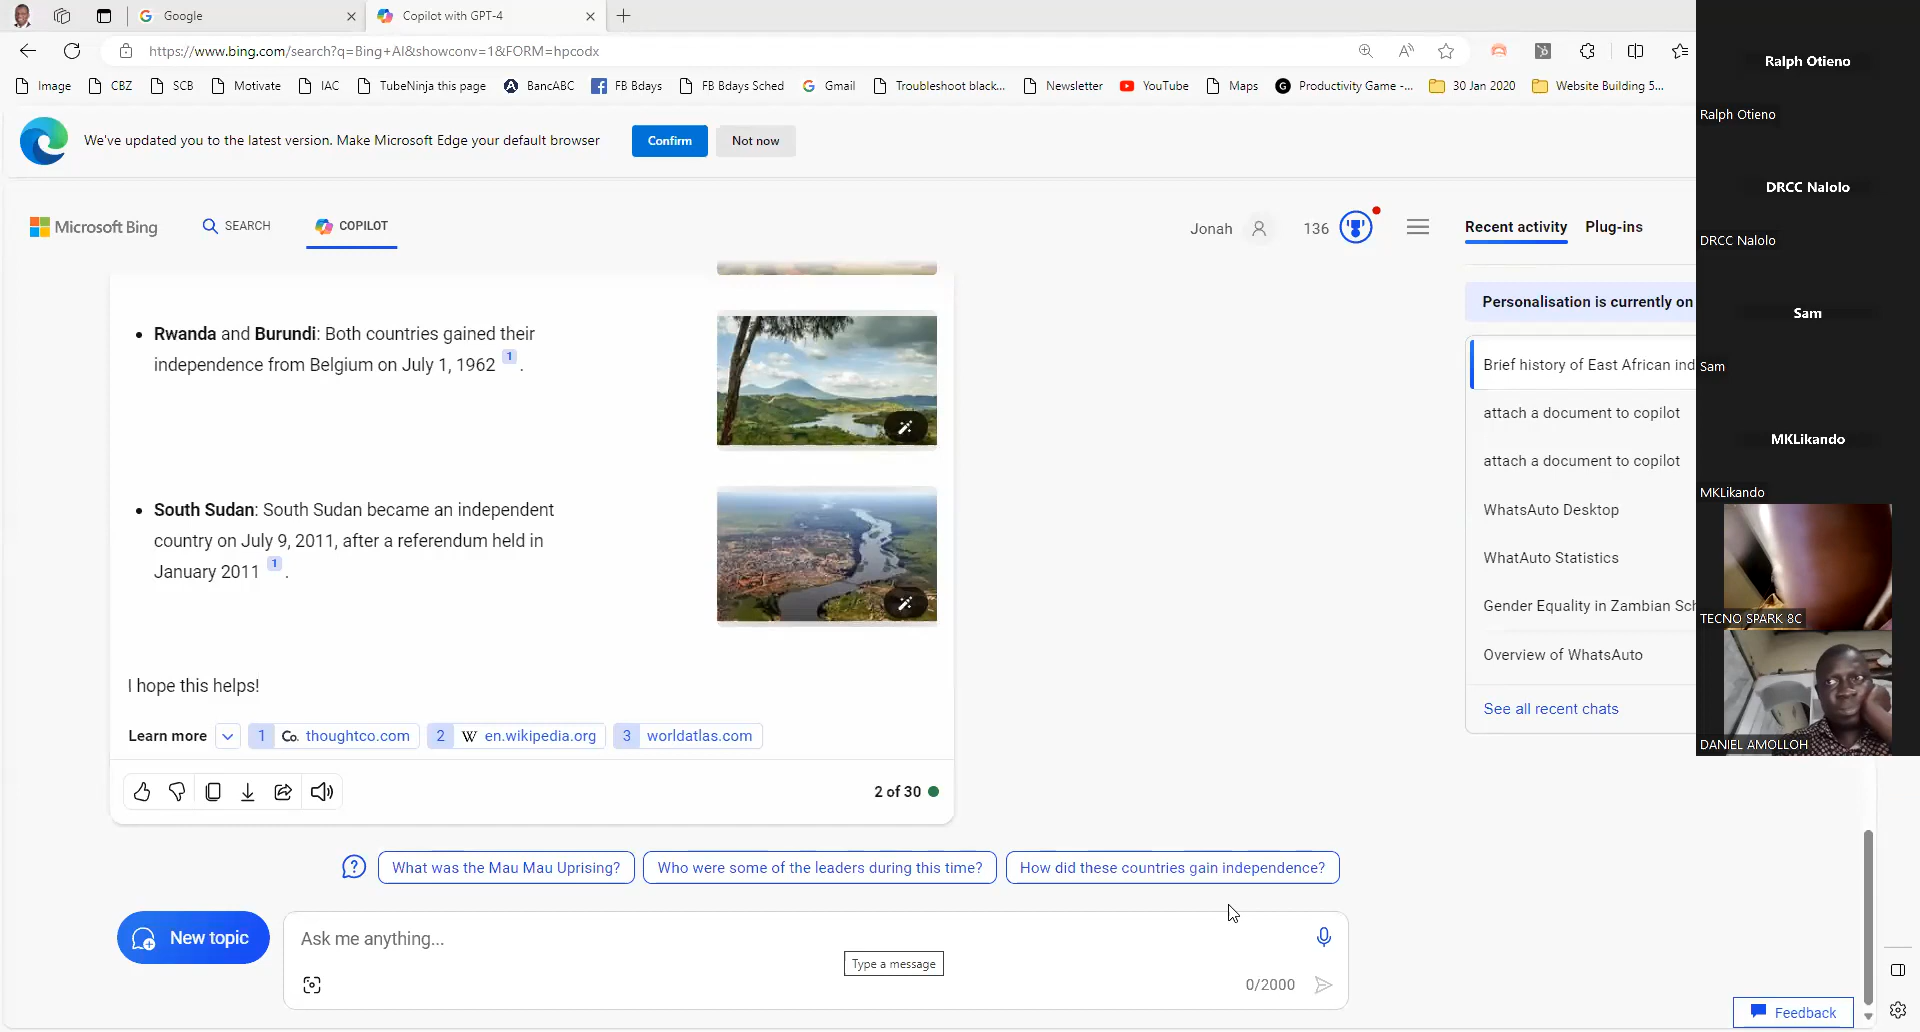 Google
Copilot with GPT-4
https://www.bing.com/search?q=Bing+AI&showconv=1&FORM=hpcodx
Image
CBZ
SCB
Motivate
IAC
TubeNinja this page
BancABC
FB Bdays
FB Bdays Sched
Gmail
Troubleshoot black...
Newsletter
YouTube
Maps
Productivity Game -...
30 Jan 2020
Website Building 5...
We've updated you to the latest version. Make Microsoft Edge your default browser
Confirm
Not now
Microsoft Bing
SEARCH
COPILOT
Jonah
136
Recent activity
Plug-ins
Rwanda and Burundi: Both countries gained their
independence from Belgium on July 1, 1962 1 .
South Sudan: South Sudan became an independent
country on July 9, 2011, after a referendum held in
January 2011 1 .
I hope this helps!
Learn more
1 Co. thoughtco.com
2 W en.wikipedia.org
3 worldatlas.com
2 of 30
What was the Mau Mau Uprising?
Who were some of the leaders during this time?
How did these countries gain independence?
New topic
Ask me anything...
Type a message
0/2000
Personalisation is currently on
Brief history of East African ind
attach a document to copilot
attach a document to copilot
WhatsAuto Desktop
WhatAuto Statistics
Gender Equality in Zambian Sch
Overview of WhatsAuto
See all recent chats
Feedback
Ralph Otieno
Ralph Otieno
DRCC Nalolo
DRCC Nalolo
Sam
Sam
MKLikando
MKLikando
TECNO SPARK 8C
DANIEL AMOLLOH